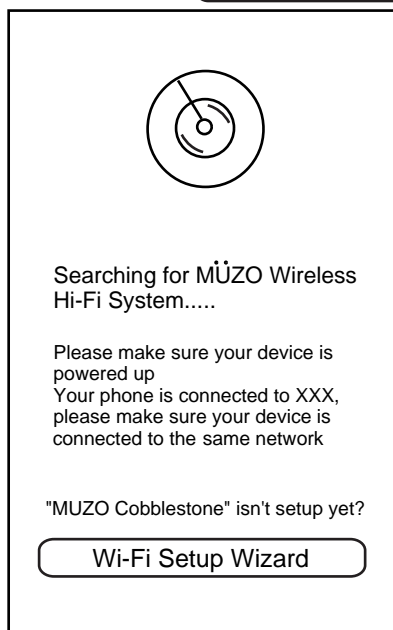 Searching for MÜZO Wireless
Hi-Fi System.....
Please make sure your device is
powered up
Your phone is connected to XXX,
please make sure your device is
connected to the same network
"MUZO Cobblestone" isn't setup yet?
Wi-Fi Setup Wizard